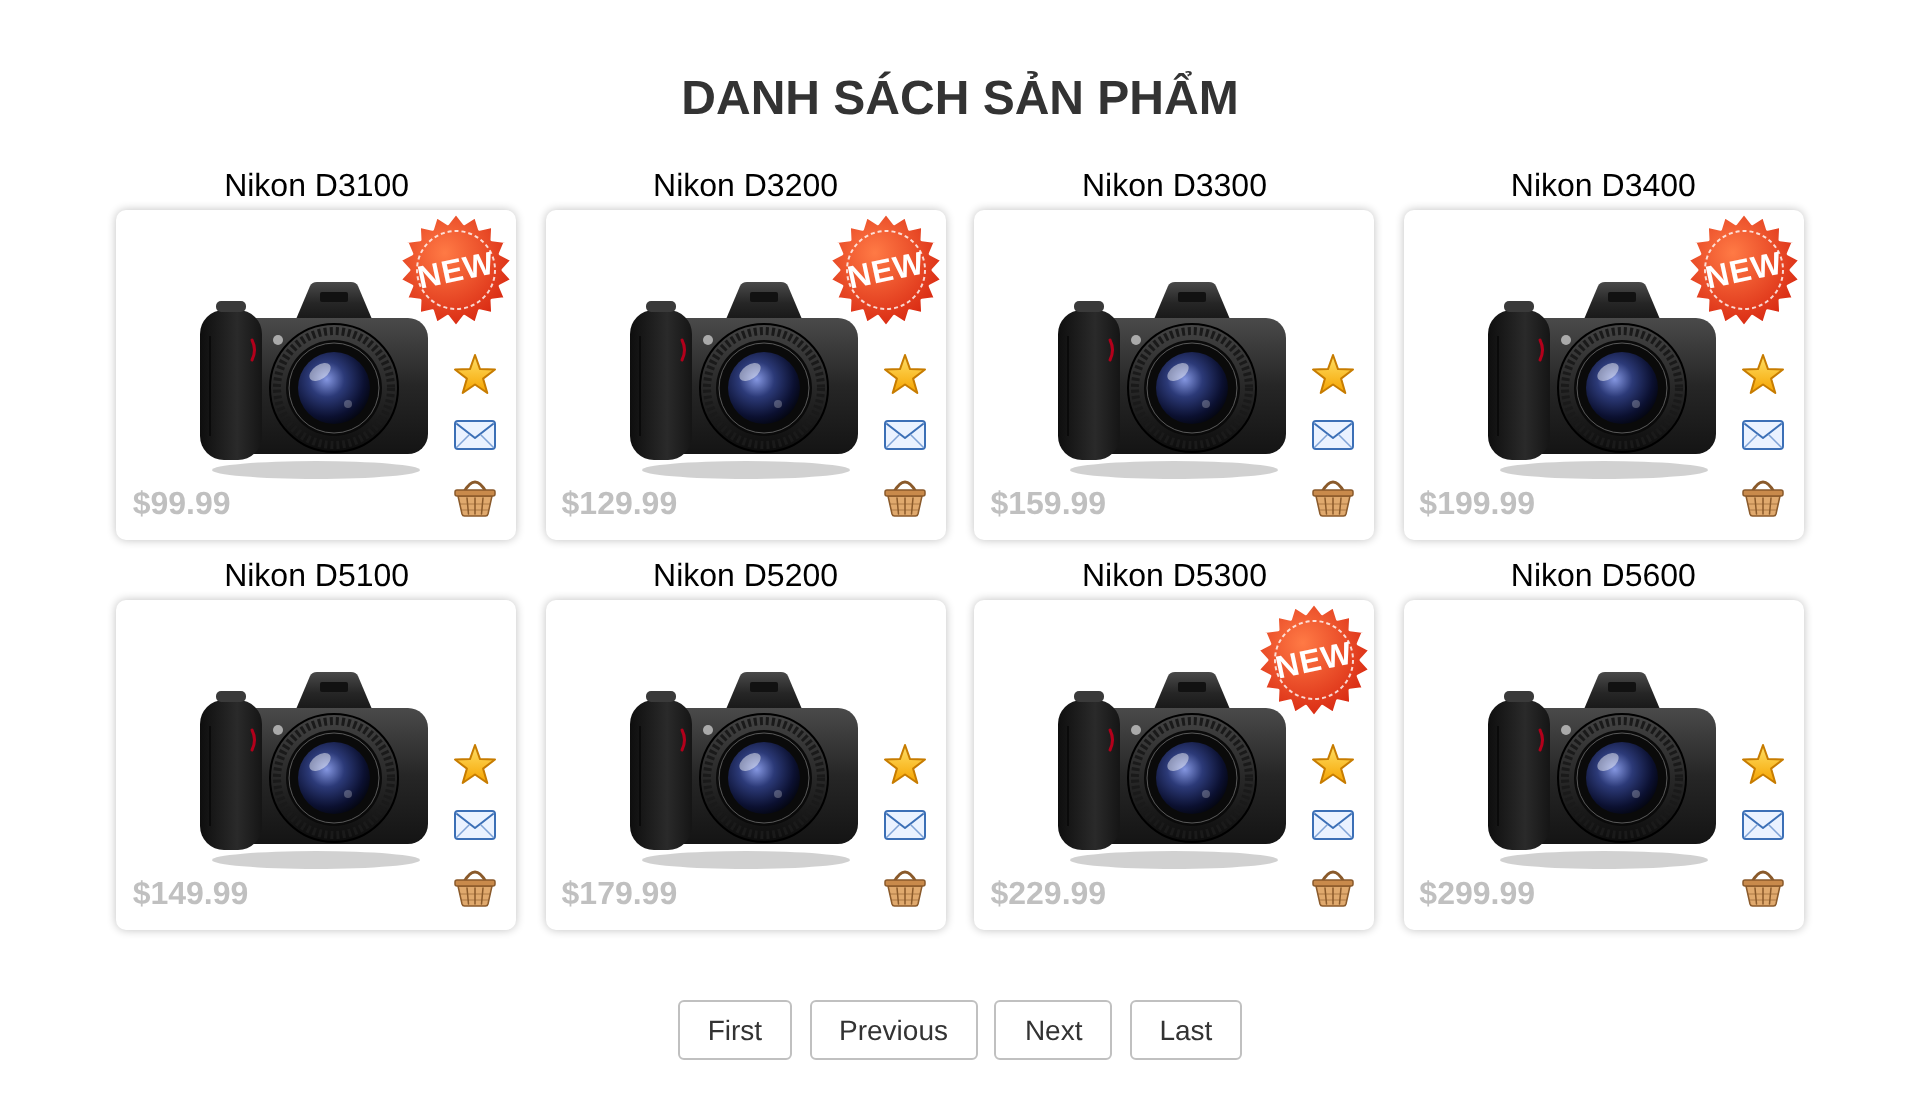 DANH SÁCH SẢN PHẨM
Nikon D3100
Nikon D3200
Nikon D3300
Nikon D3400
NEW
NEW
NEW
$99.99
$129.99
$159.99
$199.99
Nikon D5100
Nikon D5200
Nikon D5300
Nikon D5600
NEW
$149.99
$179.99
$229.99
$299.99
First
Previous
Next
Last